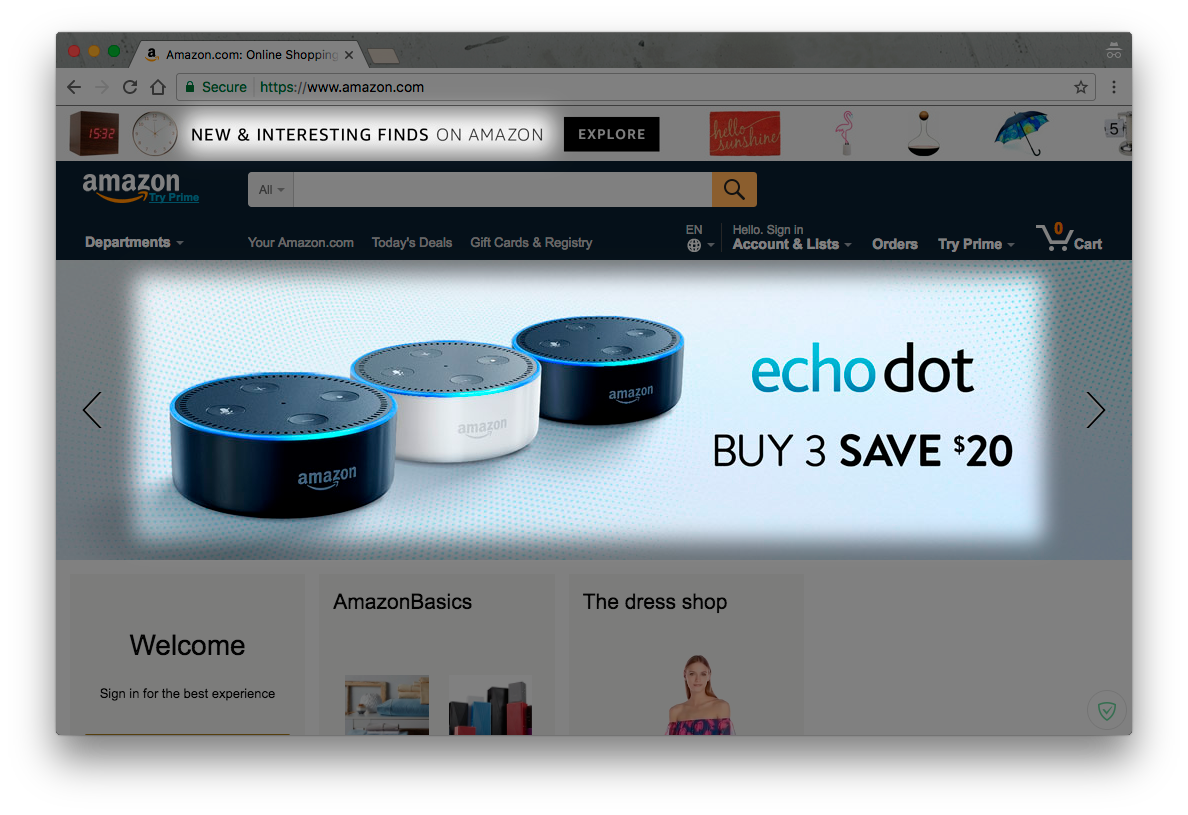 Amazon.com: Online Shopping
Secure https://www.amazon.com
15:32
NEW & INTERESTING FINDS ON AMAZON
EXPLORE
hello sunshine
5
amazon
Try Prime
All
Departments
Your Amazon.com
Today's Deals
Gift Cards & Registry
EN
Hello. Sign in
Account & Lists
Orders
Try Prime
0
Cart
amazon
amazon
amazon
echo dot
BUY 3 SAVE $20
Welcome
Sign in for the best experience
AmazonBasics
The dress shop